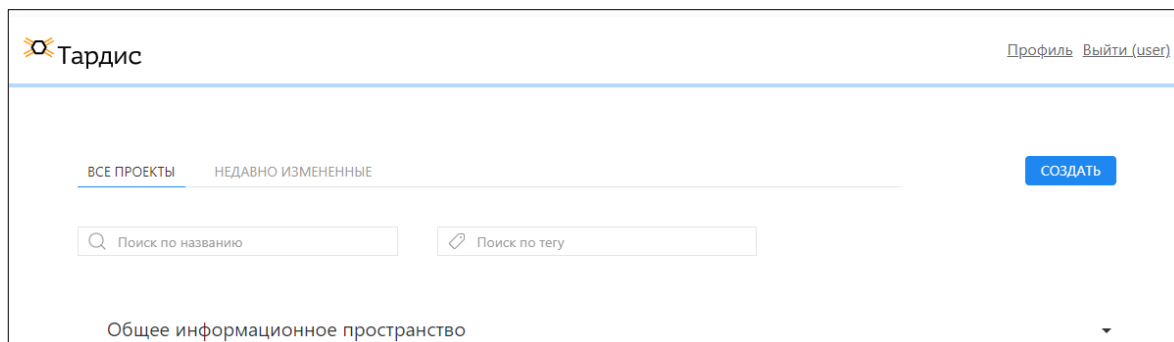 Тардис
Профиль Выйти (user)
ВСЕ ПРОЕКТЫ НЕДАВНО ИЗМЕНЕННЫЕ СОЗДАТЬ
Поиск по названию Поиск по тегу
Общее информационное пространство